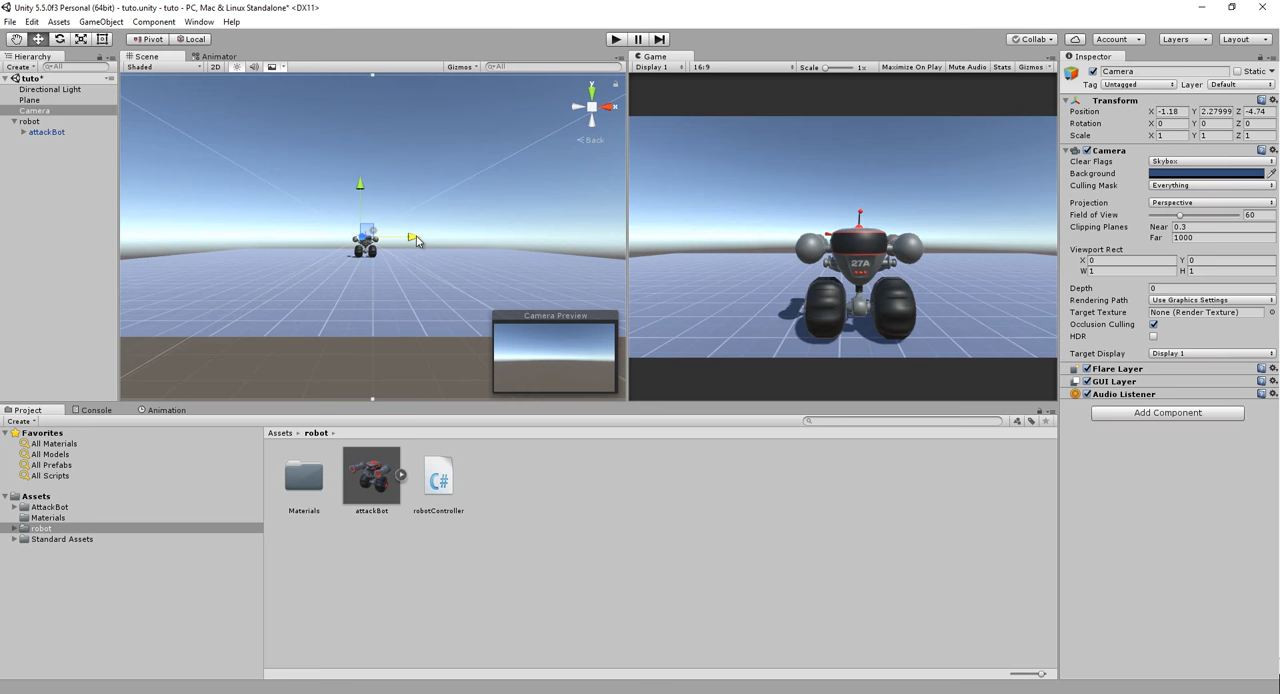 Unity 5.5.0f3 Personal (64bit) - tuto.unity - tuto - PC, Mac & Linux Standalone* <DX11>
File Edit Assets GameObject Component Window Help
Pivot Local Collab Account Layers Layout
Hierarchy Scene Animator Game Inspector
Create All Shaded 2D Gizmos All Display 1 16:9 Scale 1x Maximize On Play Mute Audio Stats Gizmos
Camera Static
Tag Untagged Layer Default
tuto*
Directional Light
Plane
Camera
robot
attackBot
y
x
Back
27A
Camera Preview
Transform
Position X -1.18 Y 2.27999 Z -4.74
Rotation X 0 Y 0 Z 0
Scale X 1 Y 1 Z 1
Camera
Clear Flags Skybox
Background
Culling Mask Everything
Projection Perspective
Field of View 60
Clipping Planes Near 0.3
Far 1000
Viewport Rect
X 0 Y 0
W 1 H 1
Depth 0
Rendering Path Use Graphics Settings
Target Texture None (Render Texture)
Occlusion Culling
HDR
Target Display Display 1
Flare Layer
GUI Layer
Audio Listener
Add Component
Project Console Animation
Create
Favorites
All Materials
All Models
All Prefabs
All Scripts
Assets
AttackBot
Materials
robot
Standard Assets
Assets robot
Materials attackBot robotController
C#